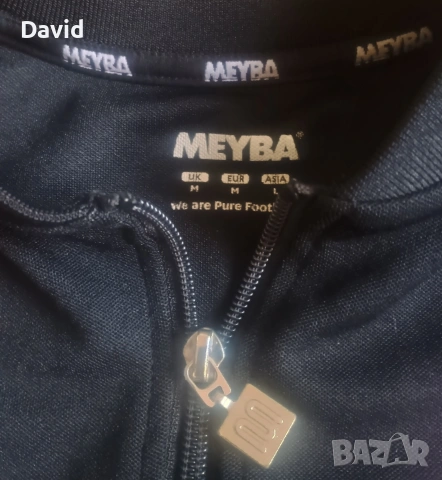 David
MEYBA MEYBA MEYBA
MEYBA®
UK EUR ASIA
M M L
We are Pure Foot
BAZAR